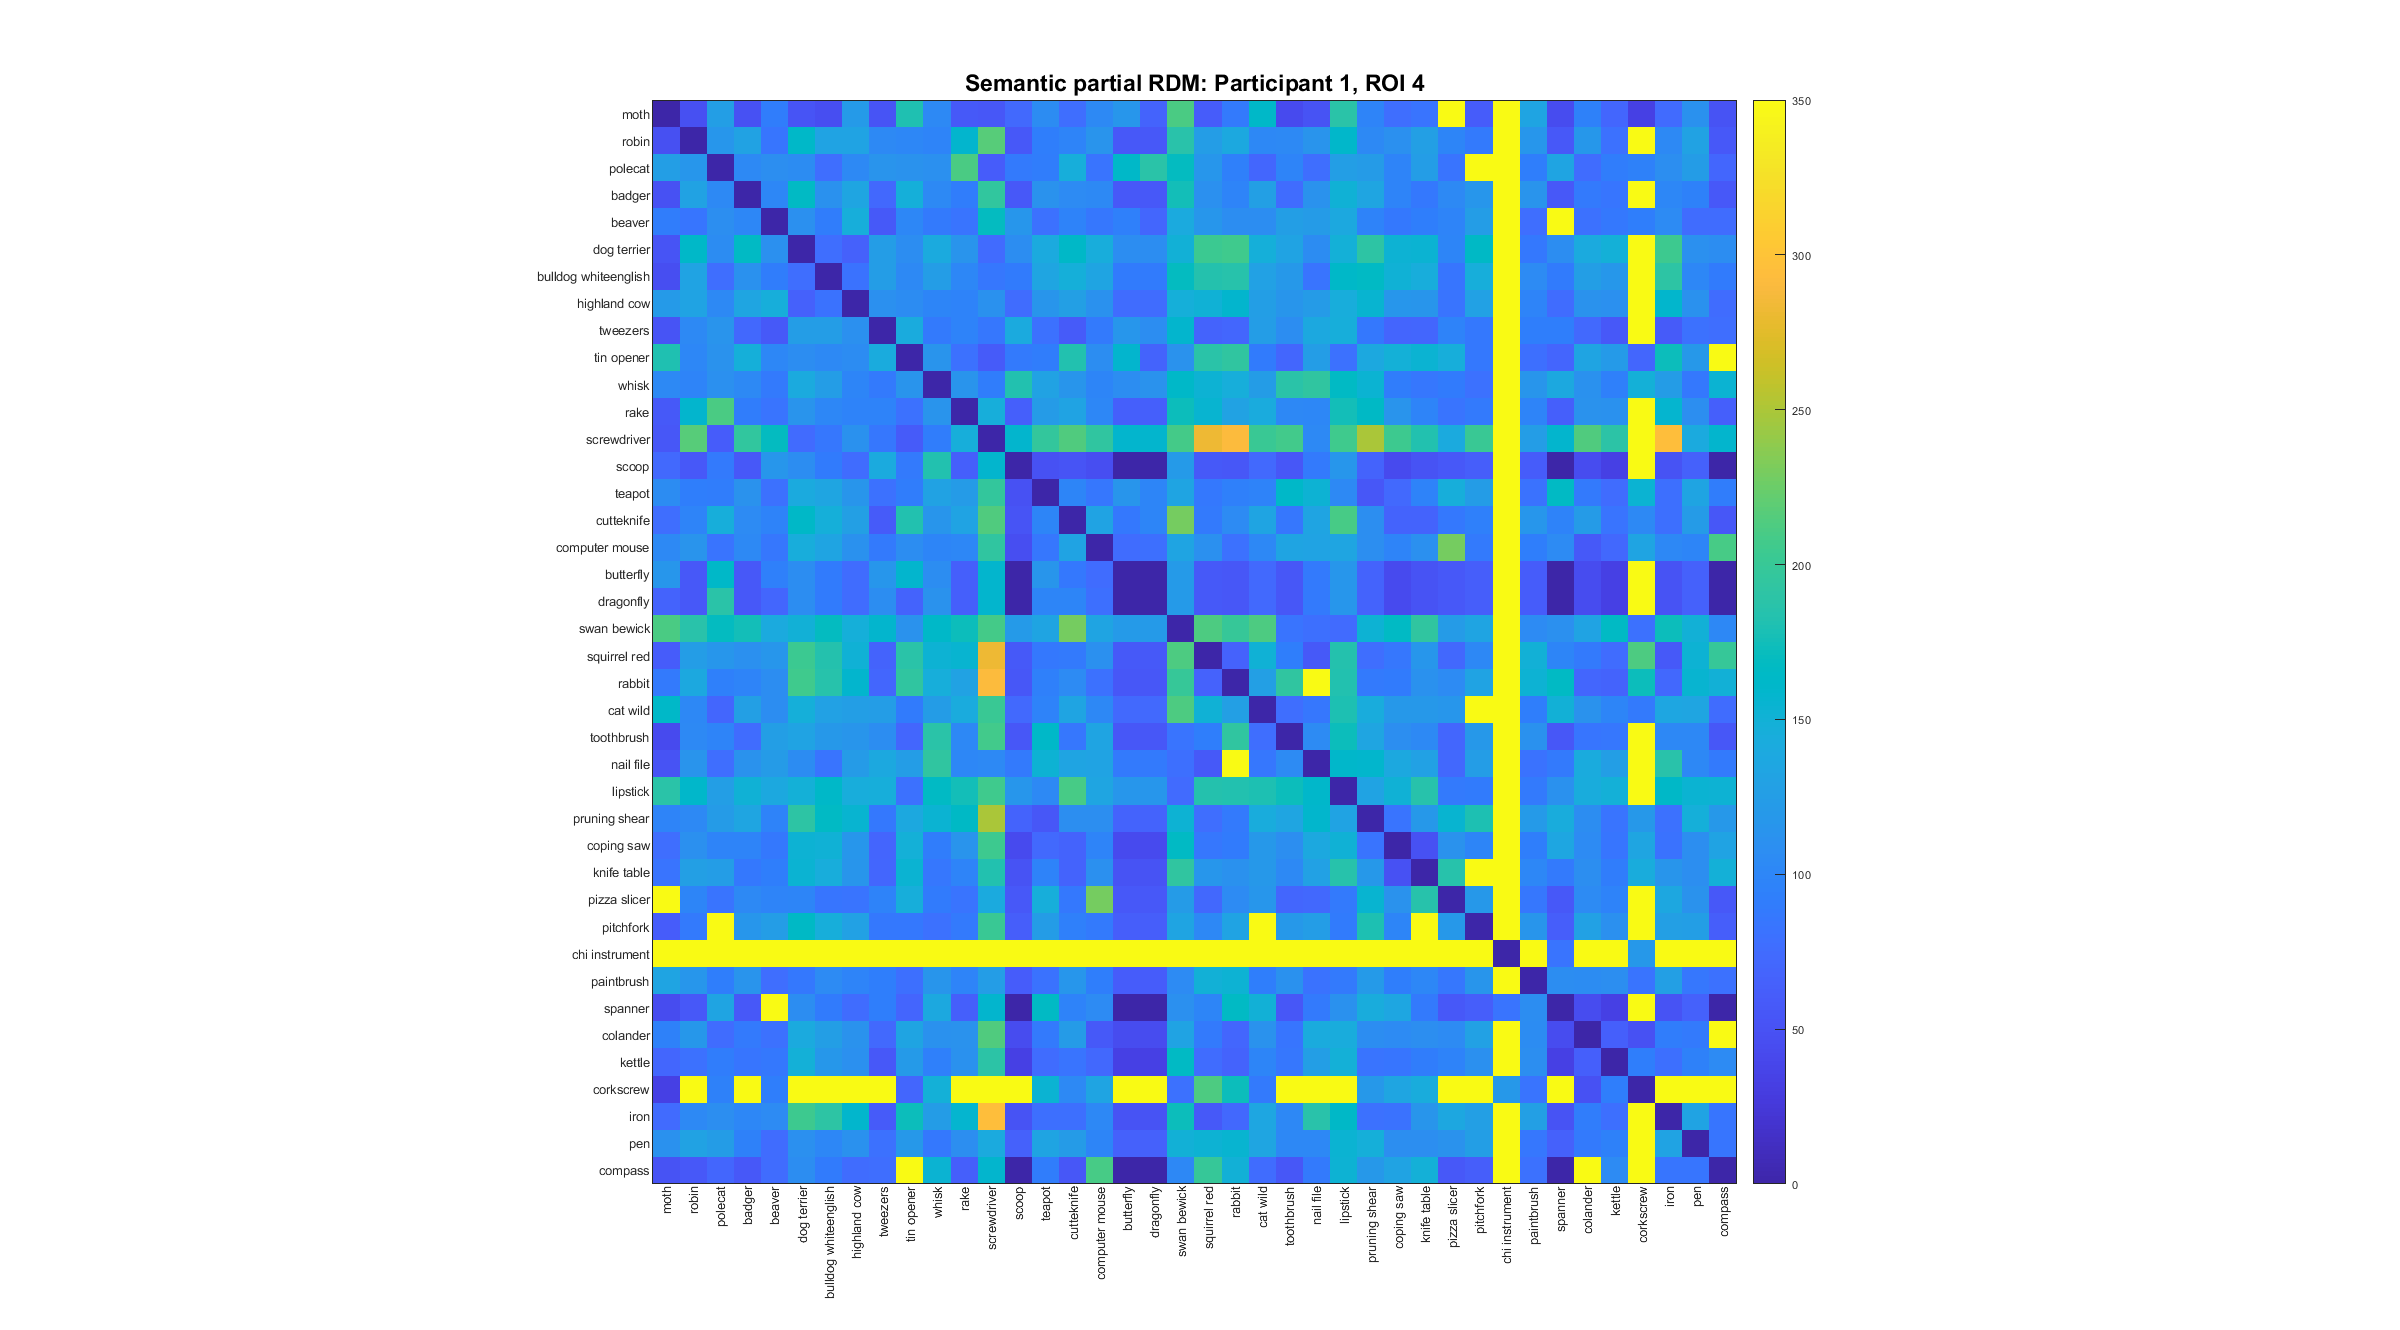 Semantic partial RDM: Participant 1, ROI 4
moth
robin
polecat
badger
beaver
dog terrier
bulldog whiteenglish
highland cow
tweezers
tin opener
whisk
rake
screwdriver
scoop
teapot
cutteknife
computer mouse
butterfly
dragonfly
swan bewick
squirrel red
rabbit
cat wild
toothbrush
nail file
lipstick
pruning shear
coping saw
knife table
pizza slicer
pitchfork
chi instrument
paintbrush
spanner
colander
kettle
corkscrew
iron
pen
compass
moth
robin
polecat
badger
beaver
dog terrier
bulldog whiteenglish
highland cow
tweezers
tin opener
whisk
rake
screwdriver
scoop
teapot
cutteknife
computer mouse
butterfly
dragonfly
swan bewick
squirrel red
rabbit
cat wild
toothbrush
nail file
lipstick
pruning shear
coping saw
knife table
pizza slicer
pitchfork
chi instrument
paintbrush
spanner
colander
kettle
corkscrew
iron
pen
compass
350
300
250
200
150
100
50
0